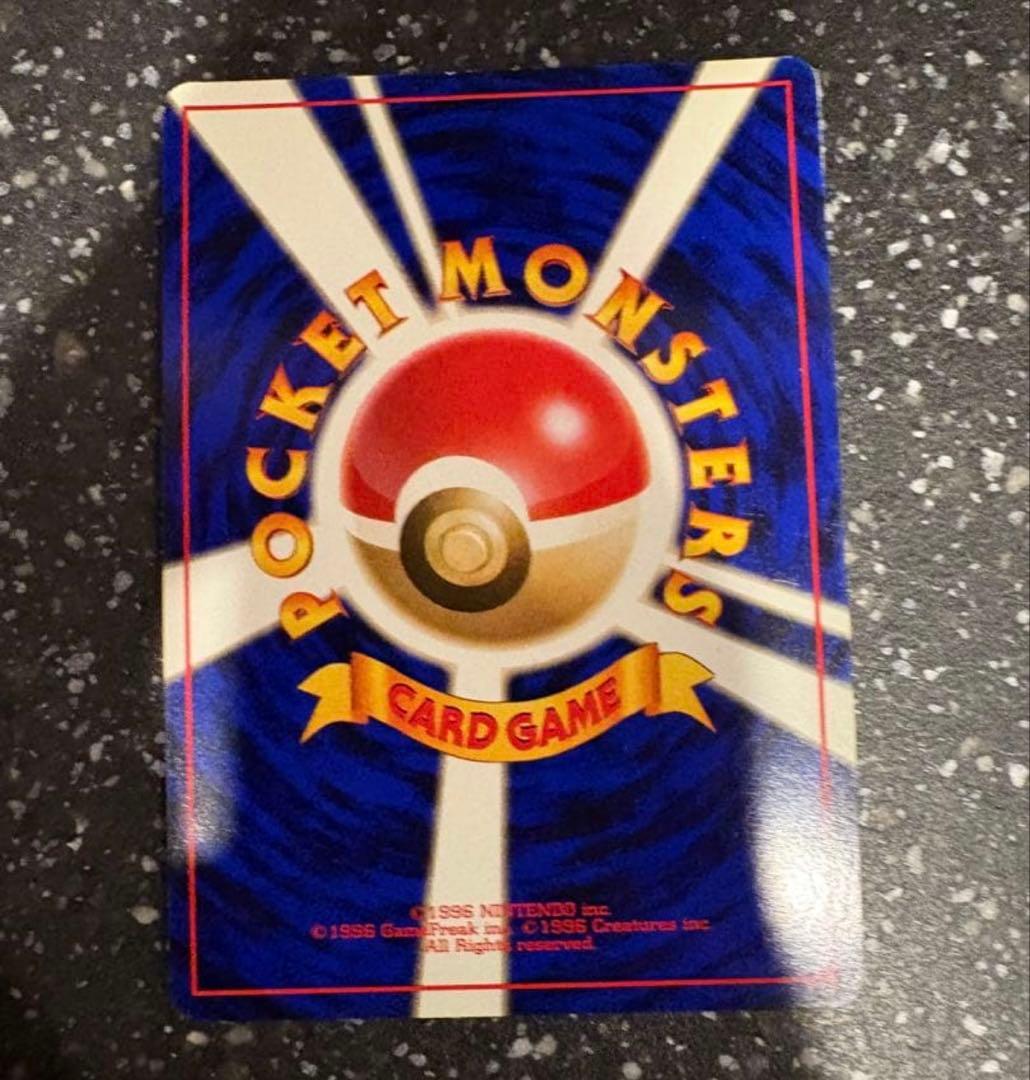 POCKET MONSTERS
CARD GAME
©1996 NINTENDO inc.
©1996 GameFreak inc. ©1996 Creatures inc.
All Rights reserved.